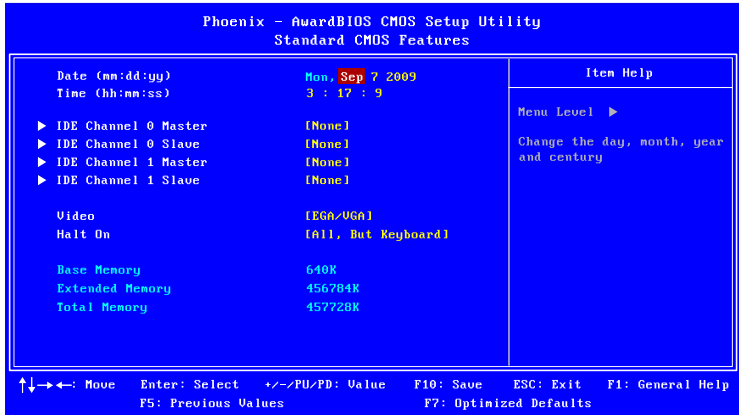 Phoenix - AwardBIOS CMOS Setup Utility
Standard CMOS Features
Date (mm:dd:yy) Mon, Sep 7 2009
Time (hh:mm:ss) 3 : 17 : 9
IDE Channel 0 Master [None]
IDE Channel 0 Slave [None]
IDE Channel 1 Master [None]
IDE Channel 1 Slave [None]
Video [EGA/VGA]
Halt On [All, But Keyboard]
Base Memory 640K
Extended Memory 456784K
Total Memory 457728K
Item Help
Menu Level ▶
Change the day, month, year
and century
↑↓→←: Move Enter: Select +/-/PU/PD: Value F10: Save ESC: Exit F1: General Help
F5: Previous Values F7: Optimized Defaults